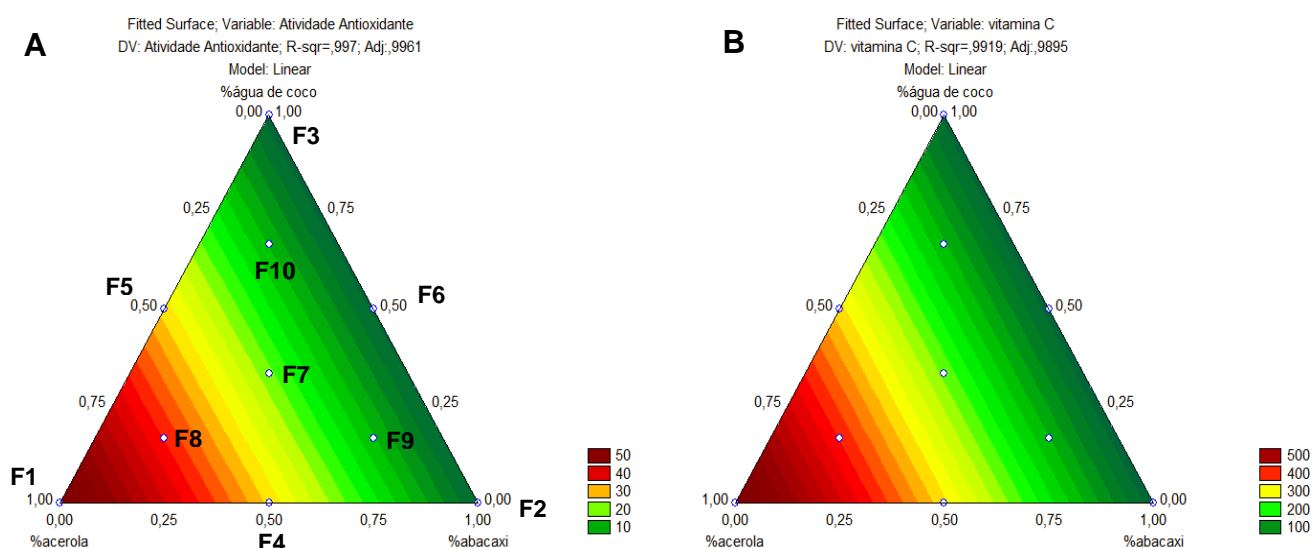 A
Fitted Surface; Variable: Atividade Antioxidante
DV: Atividade Antioxidante; R-sqr=,997; Adj:,9961
Model: Linear
%água de coco
0,00 1,00
F3
0,25 0,75
F10
F5
F6
0,50 0,50
F7
0,75 0,25
F8
F9
F1
1,00 0,00
F2
0,00 0,25 0,50 0,75 1,00
%acerola F4 %abacaxi
50
40
30
20
10
B
Fitted Surface; Variable: vitamina C
DV: vitamina C; R-sqr=,9919; Adj:,9895
Model: Linear
%água de coco
0,00 1,00
0,25 0,75
0,50 0,50
0,75 0,25
1,00 0,00
0,00 0,25 0,50 0,75 1,00
%acerola %abacaxi
500
400
300
200
100